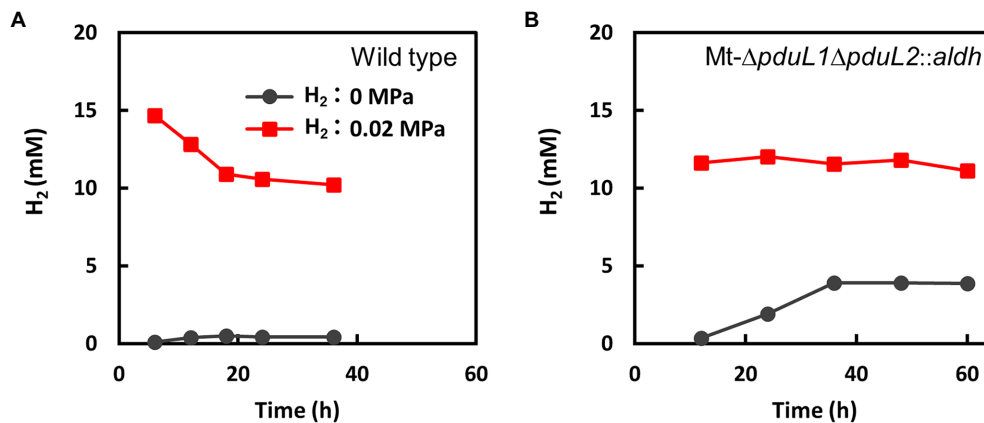 A
Wild type
H₂ : 0 MPa
H₂ : 0.02 MPa
20
15
10
5
0
H₂ (mM)
0 20 40 60
Time (h)
B
Mt-ΔpduL1ΔpduL2::aldh
20
15
10
5
0
H₂ (mM)
0 20 40 60
Time (h)